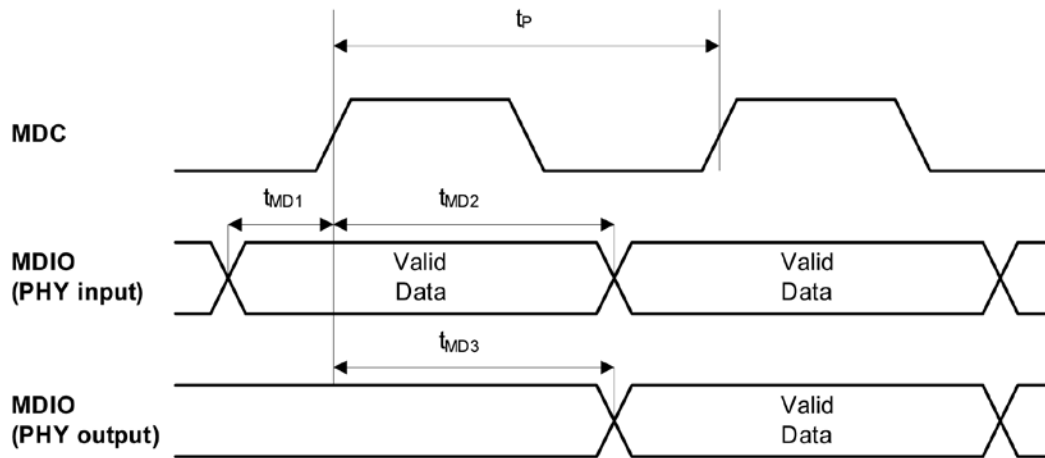 tP
MDC
tMD1
tMD2
MDIO
(PHY input)
Valid
Data
Valid
Data
tMD3
MDIO
(PHY output)
Valid
Data